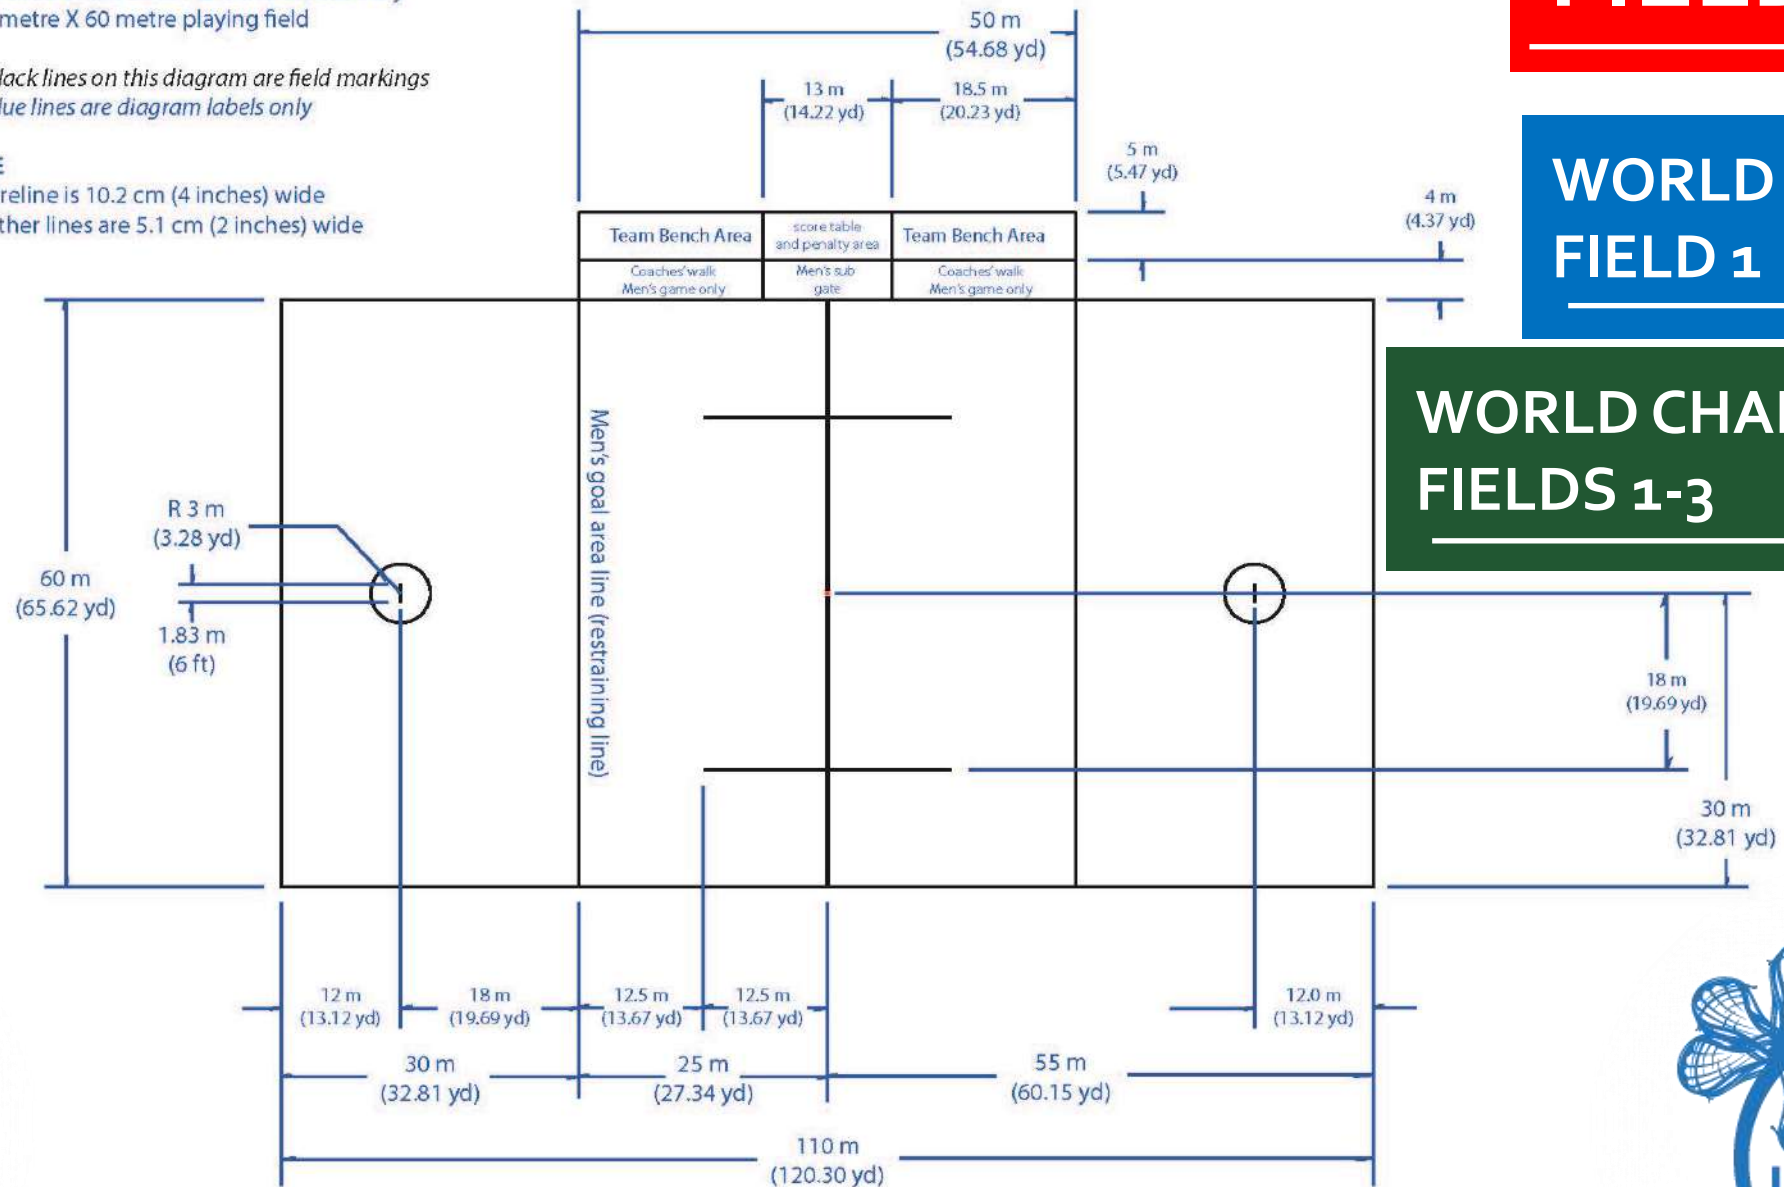 metre X 60 metre playing field
lack lines on this diagram are field markings
lue lines are diagram labels only
reline is 10.2 cm (4 inches) wide
ther lines are 5.1 cm (2 inches) wide
50 m
(54.68 yd)
13 m
(14.22 yd)
18.5 m
(20.23 yd)
5 m
(5.47 yd)
4 m
(4.37 yd)
WORLD
FIELD 1
WORLD CHA
FIELDS 1-3
Team Bench Area
score table
and penalty area
Team Bench Area
Coaches' walk
Men's game only
Men's sub
gate
Coaches' walk
Men's game only
Men's goal area line (restraining line)
R 3 m
(3.28 yd)
60 m
(65.62 yd)
1.83 m
(6 ft)
18 m
(19.69 yd)
30 m
(32.81 yd)
12 m
(13.12 yd)
18 m
(19.69 yd)
12.5 m
(13.67 yd)
12.5 m
(13.67 yd)
12.0 m
(13.12 yd)
30 m
(32.81 yd)
25 m
(27.34 yd)
55 m
(60.15 yd)
110 m
(120.30 yd)